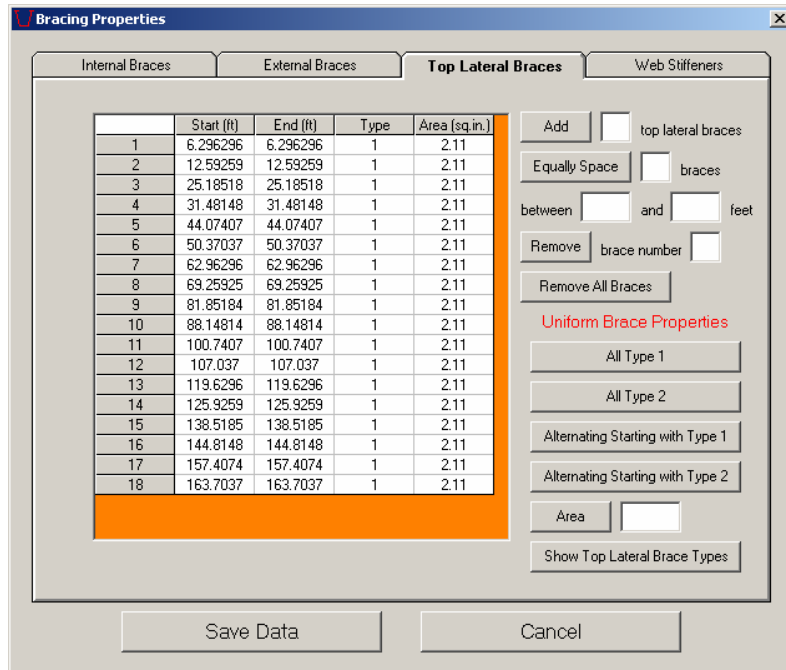 Bracing Properties
Internal Braces External Braces Top Lateral Braces Web Stiffeners
Start (ft) End (ft) Type Area (sq.in.)
1 6.296296 6.296296 1 2.11
2 12.59259 12.59259 1 2.11
3 25.18518 25.18518 1 2.11
4 31.48148 31.48148 1 2.11
5 44.07407 44.07407 1 2.11
6 50.37037 50.37037 1 2.11
7 62.96296 62.96296 1 2.11
8 69.25925 69.25925 1 2.11
9 81.85184 81.85184 1 2.11
10 88.14814 88.14814 1 2.11
11 100.7407 100.7407 1 2.11
12 107.037 107.037 1 2.11
13 119.6296 119.6296 1 2.11
14 125.9259 125.9259 1 2.11
15 138.5185 138.5185 1 2.11
16 144.8148 144.8148 1 2.11
17 157.4074 157.4074 1 2.11
18 163.7037 163.7037 1 2.11
Add top lateral braces
Equally Space braces
between and feet
Remove brace number
Remove All Braces
Uniform Brace Properties
All Type 1
All Type 2
Alternating Starting with Type 1
Alternating Starting with Type 2
Area
Show Top Lateral Brace Types
Save Data Cancel